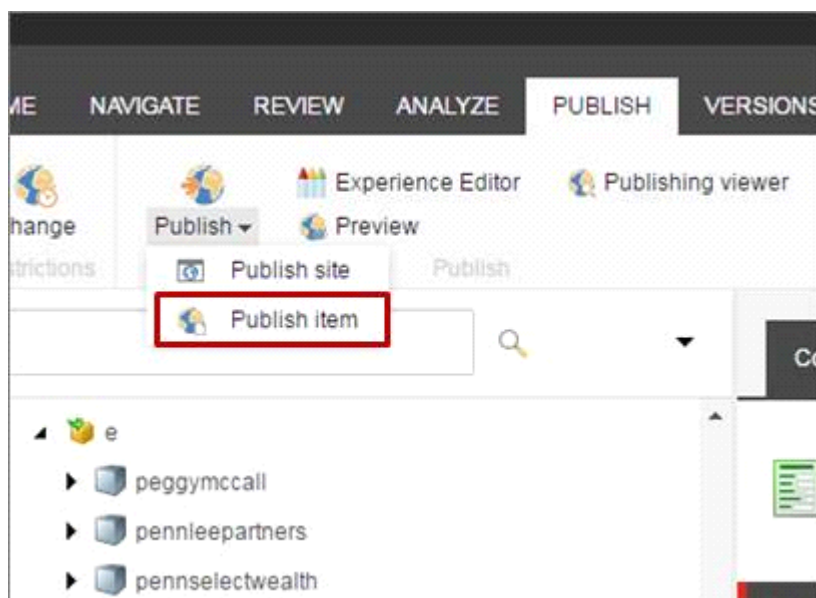 ME NAVIGATE REVIEW ANALYZE PUBLISH VERSIONS
Experience Editor Publishing viewer
hange Publish Preview
strictions Publish site Publish
Publish item
Co
e
peggymccall
pennleepartners
pennselectwealth